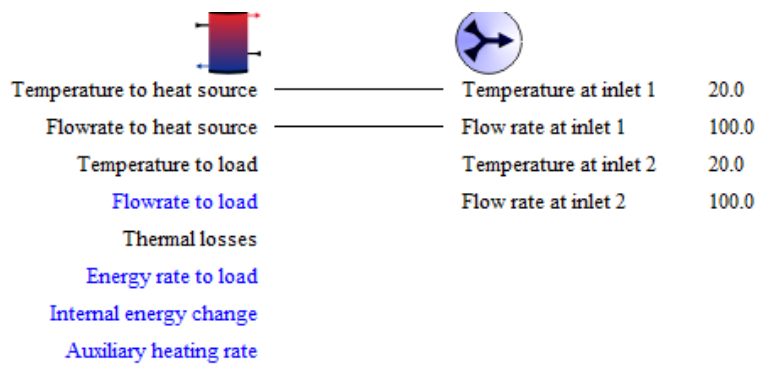 Temperature to heat source Temperature at inlet 1 20.0
Flowrate to heat source Flow rate at inlet 1 100.0
Temperature to load Temperature at inlet 2 20.0
Flowrate to load Flow rate at inlet 2 100.0
Thermal losses
Energy rate to load
Internal energy change
Auxiliary heating rate